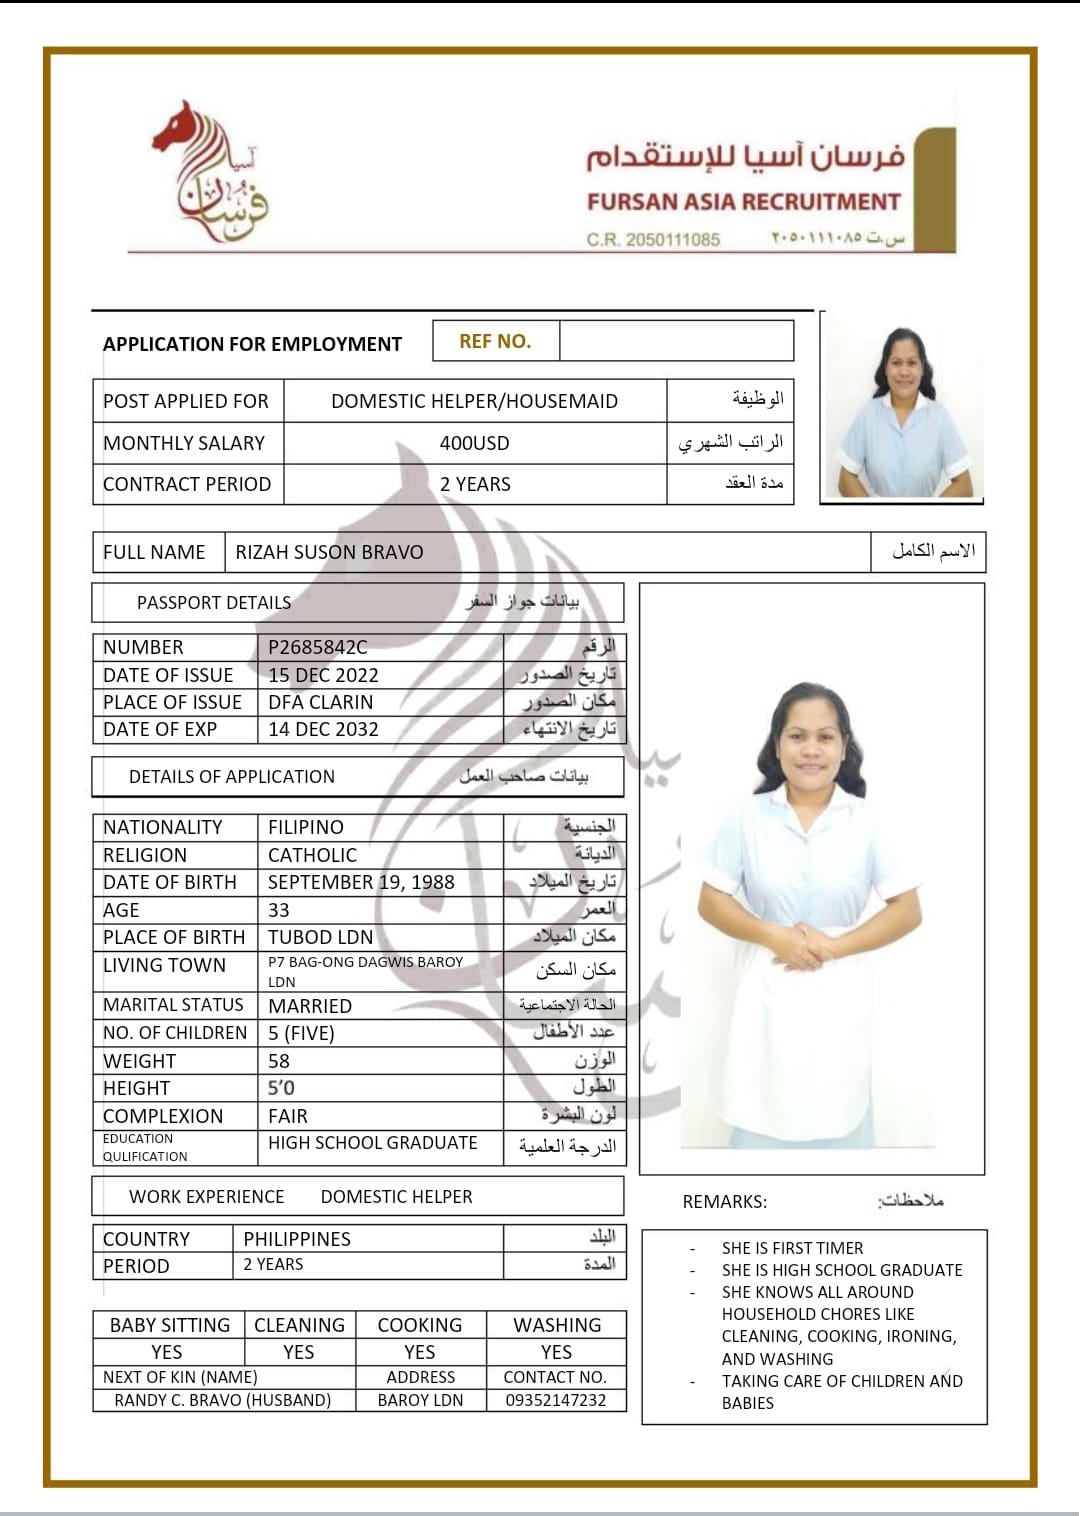 آسيا
فرسان
فرسان آسيا للإستقدام
FURSAN ASIA RECRUITMENT
C.R. 2050111085 س.ت ٢٠٥٠١١١٠٨٥
APPLICATION FOR EMPLOYMENT REF NO.
POST APPLIED FOR DOMESTIC HELPER/HOUSEMAID الوظيفة
MONTHLY SALARY 400USD الراتب الشهري
CONTRACT PERIOD 2 YEARS مدة العقد
FULL NAME RIZAH SUSON BRAVO الاسم الكامل
PASSPORT DETAILS بيانات جواز السفر
NUMBER P2685842C الرقم
DATE OF ISSUE 15 DEC 2022 تاريخ الصدور
PLACE OF ISSUE DFA CLARIN مكان الصدور
DATE OF EXP 14 DEC 2032 تاريخ الانتهاء
DETAILS OF APPLICATION بيانات صاحب العمل
NATIONALITY FILIPINO الجنسية
RELIGION CATHOLIC الديانة
DATE OF BIRTH SEPTEMBER 19, 1988 تاريخ الميلاد
AGE 33 العمر
PLACE OF BIRTH TUBOD LDN مكان الميلاد
LIVING TOWN P7 BAG-ONG DAGWIS BAROY مكان السكن
LDN
MARITAL STATUS MARRIED الحالة الاجتماعية
NO. OF CHILDREN 5 (FIVE) عدد الأطفال
WEIGHT 58 الوزن
HEIGHT 5’0 الطول
COMPLEXION FAIR لون البشرة
EDUCATION
QULIFICATION HIGH SCHOOL GRADUATE الدرجة العلمية
WORK EXPERIENCE DOMESTIC HELPER
COUNTRY PHILIPPINES البلد
PERIOD 2 YEARS المدة
BABY SITTING CLEANING COOKING WASHING
YES YES YES YES
NEXT OF KIN (NAME) ADDRESS CONTACT NO.
RANDY C. BRAVO (HUSBAND) BAROY LDN 09352147232
REMARKS: ملاحظات:
- SHE IS FIRST TIMER
- SHE IS HIGH SCHOOL GRADUATE
- SHE KNOWS ALL AROUND
HOUSEHOLD CHORES LIKE
CLEANING, COOKING, IRONING,
AND WASHING
- TAKING CARE OF CHILDREN AND
BABIES